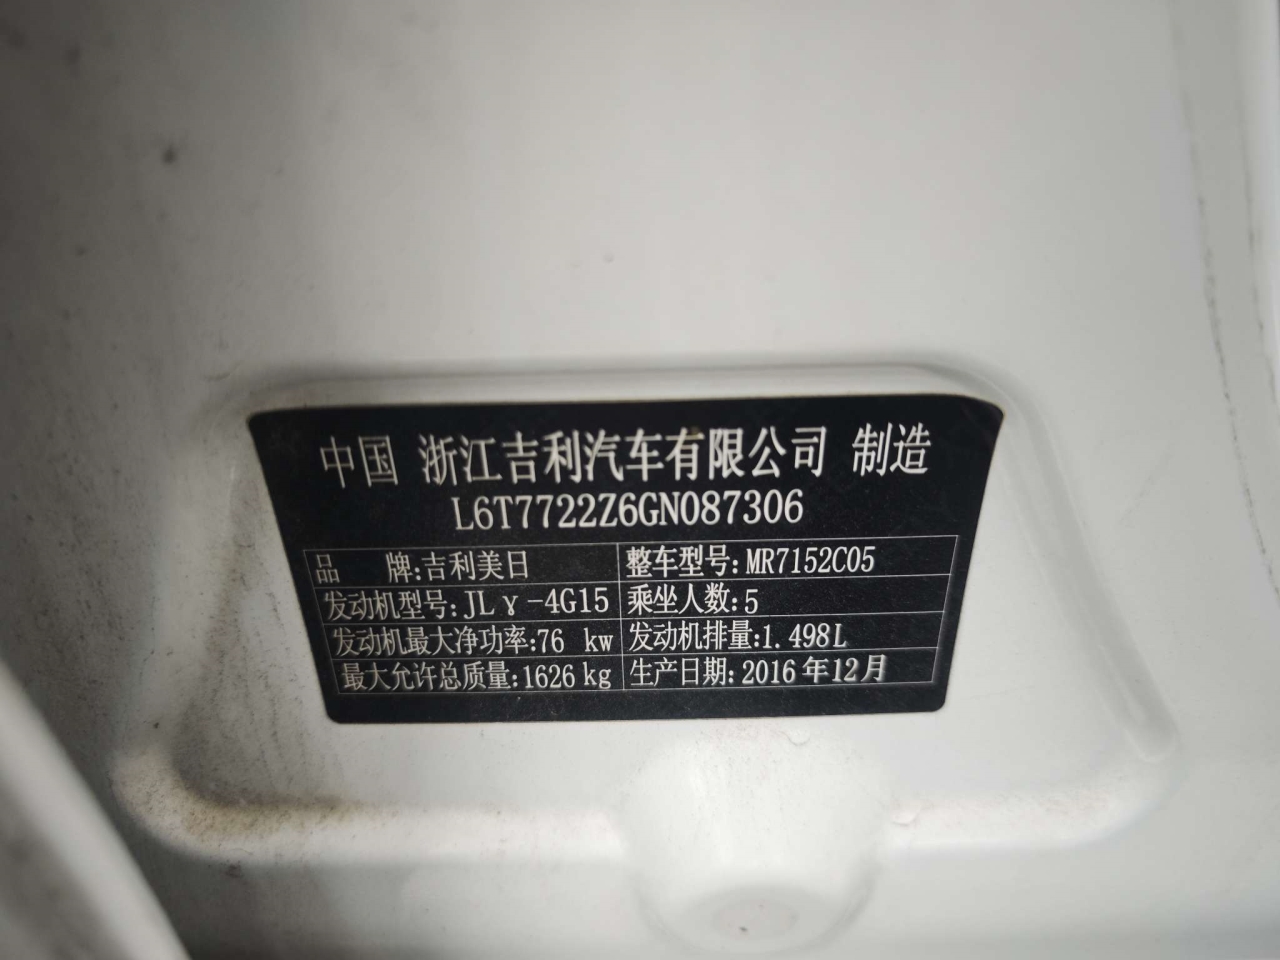 中国 浙江吉利汽车有限公司 制造
L6T7722Z6GN087306
品 牌:吉利美日 整车型号:MR7152C05
发动机型号:JLγ-4G15 乘坐人数:5
发动机最大净功率:76 kw 发动机排量:1.498L
最大允许总质量:1626 kg 生产日期:2016年12月